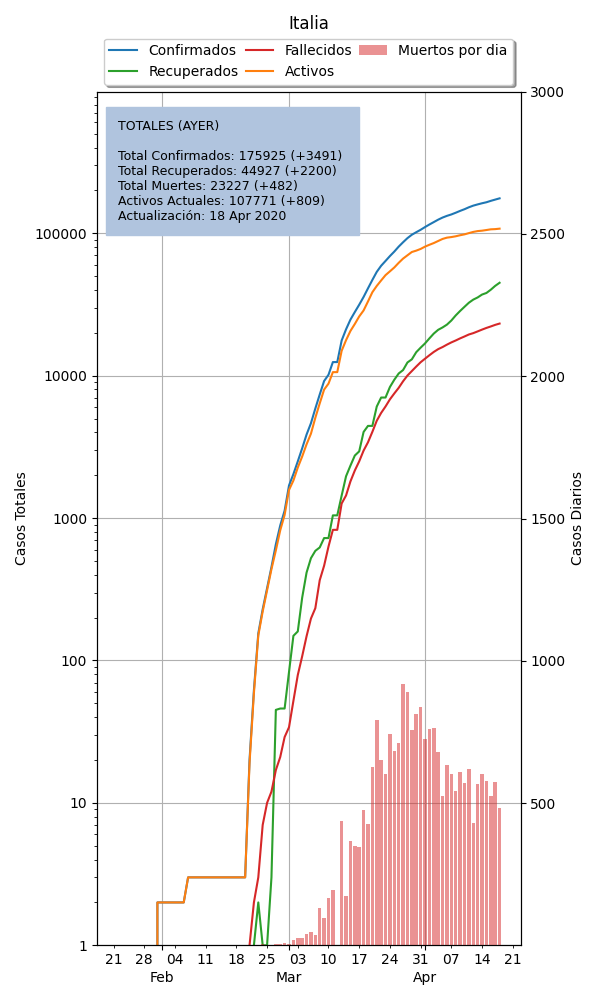 Italia
Confirmados Fallecidos Muertos por dia
Recuperados Activos
TOTALES (AYER)
Total Confirmados: 175925 (+3491)
Total Recuperados: 44927 (+2200)
Total Muertes: 23227 (+482)
Activos Actuales: 107771 (+809)
Actualización: 18 Apr 2020
Casos Totales
100000
10000
1000
100
10
1
3000
2500
2000
1500
1000
500
Casos Diarios
21 28 04 11 18 25 03 10 17 24 31 07 14 21
Feb Mar Apr